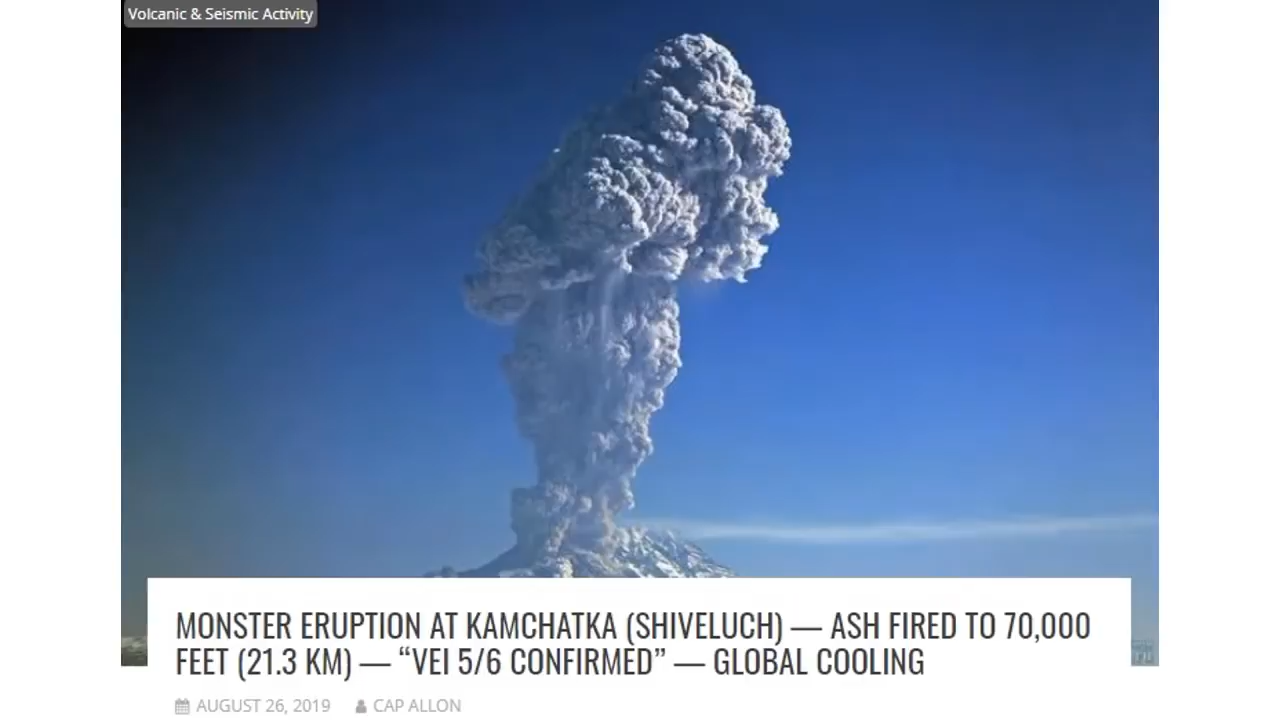 Volcanic & Seismic Activity
MONSTER ERUPTION AT KAMCHATKA (SHIVELUCH) — ASH FIRED TO 70,000
FEET (21.3 KM) — “VEI 5/6 CONFIRMED” — GLOBAL COOLING
AUGUST 26, 2019 CAP ALLON